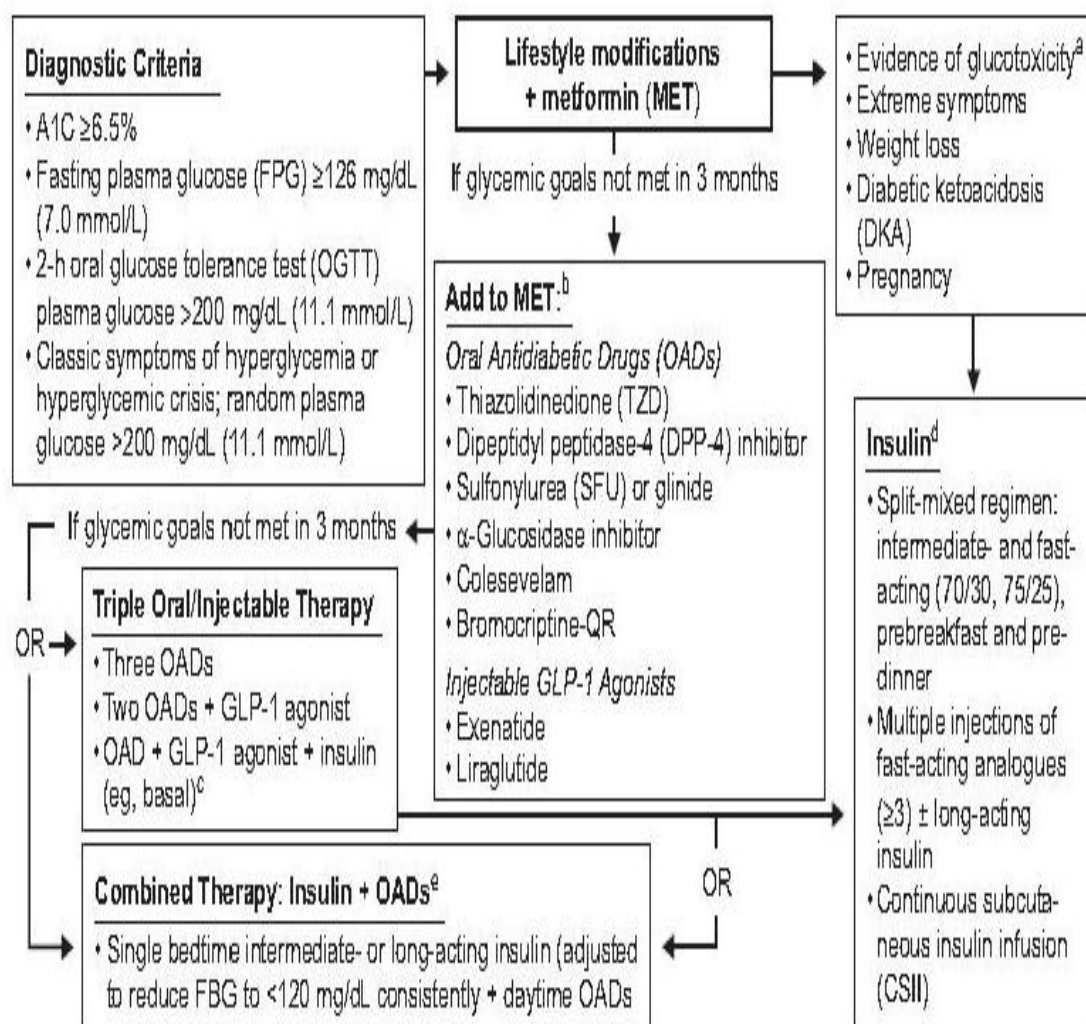 Diagnostic Criteria
• A1C ≥6.5%
• Fasting plasma glucose (FPG) ≥126 mg/dL
(7.0 mmol/L)
• 2-h oral glucose tolerance test (OGTT)
plasma glucose >200 mg/dL (11.1 mmol/L)
• Classic symptoms of hyperglycemia or
hyperglycemic crisis; random plasma
glucose >200 mg/dL (11.1 mmol/L)
Lifestyle modifications
+ metformin (MET)
If glycemic goals not met in 3 months
• Evidence of glucotoxicity^a
• Extreme symptoms
• Weight loss
• Diabetic ketoacidosis
(DKA)
• Pregnancy
Add to MET:^b
Oral Antidiabetic Drugs (OADs)
• Thiazolidinedione (TZD)
• Dipeptidyl peptidase-4 (DPP-4) inhibitor
• Sulfonylurea (SFU) or glinide
• α-Glucosidase inhibitor
• Colesevelam
• Bromocriptine-QR
Injectable GLP-1 Agonists
• Exenatide
• Liraglutide
If glycemic goals not met in 3 months
OR
Triple Oral/Injectable Therapy
• Three OADs
• Two OADs + GLP-1 agonist
• OAD + GLP-1 agonist + insulin
(eg, basal)^c
Insulin^d
• Split-mixed regimen:
intermediate- and fast-
acting (70/30, 75/25),
prebreakfast and pre-
dinner
• Multiple injections of
fast-acting analogues
(≥3) ± long-acting
insulin
• Continuous subcuta-
neous insulin infusion
(CSII)
OR
Combined Therapy: Insulin + OADs^e
• Single bedtime intermediate- or long-acting insulin (adjusted
to reduce FBG to <120 mg/dL consistently + daytime OADs